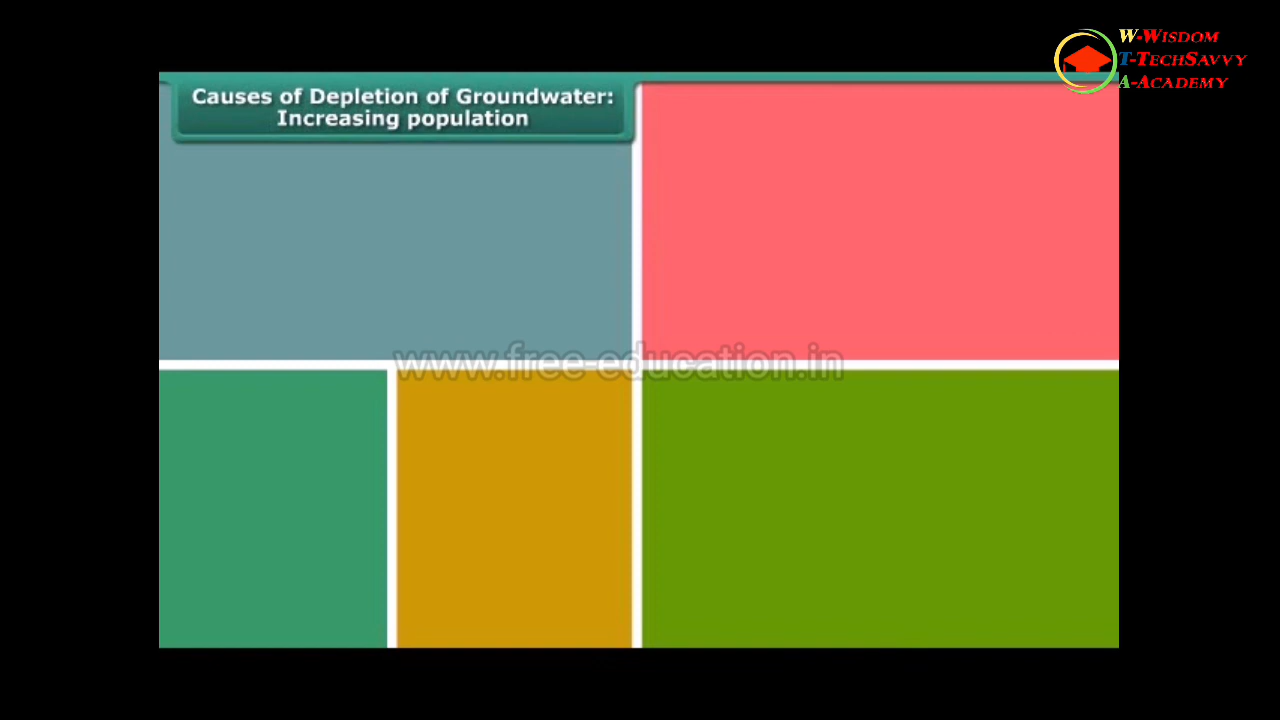 W-Wisdom
T-TechSavvy
A-Academy
Causes of Depletion of Groundwater:
Increasing population
www.free-education.in